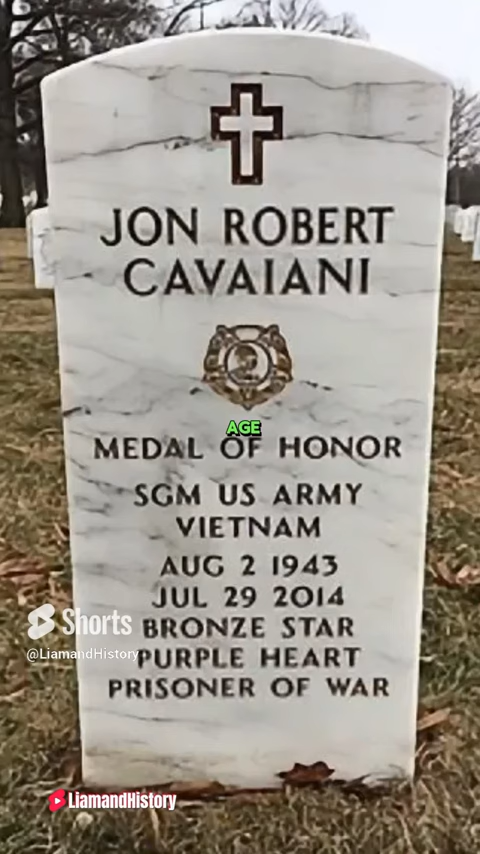 JON ROBERT
CAVAIANI
AGE
MEDAL OF HONOR
SGM US ARMY
VIETNAM
AUG 2 1943
JUL 29 2014
BRONZE STAR
PURPLE HEART
PRISONER OF WAR
Shorts
@LiamandHistory
LiamandHistory